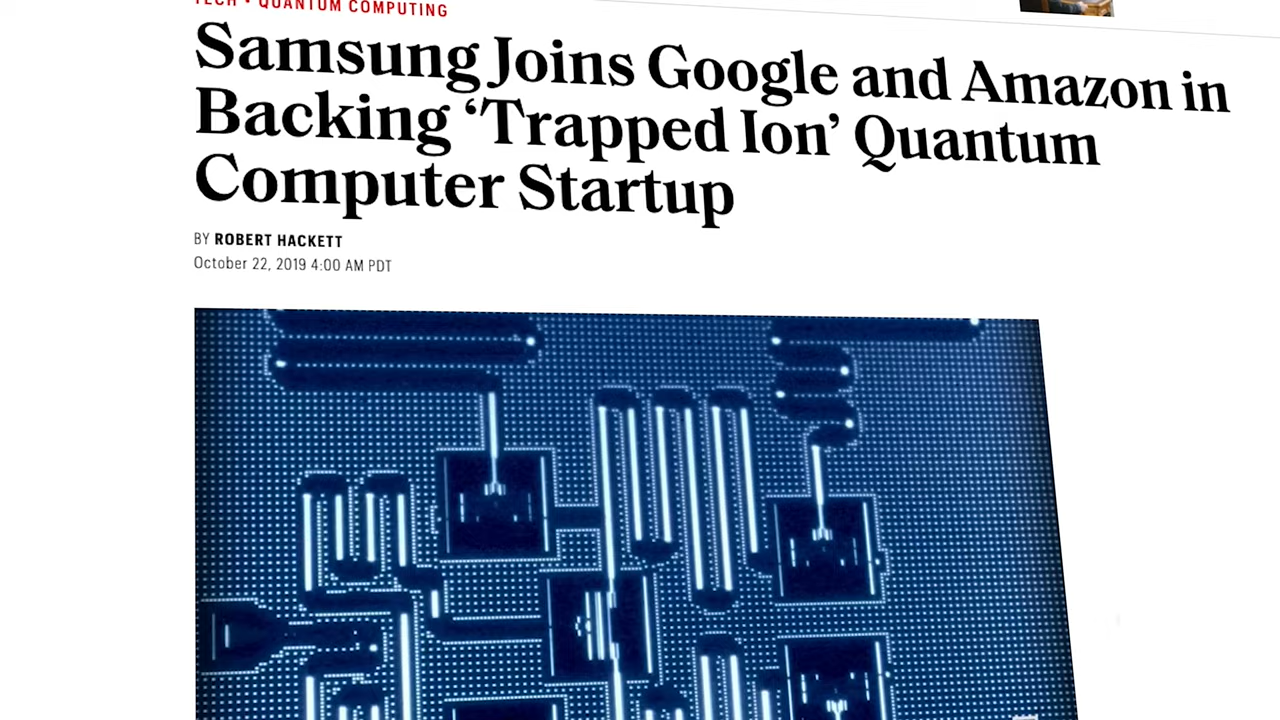 TECH • QUANTUM COMPUTING
Samsung Joins Google and Amazon in
Backing ‘Trapped Ion’ Quantum
Computer Startup
BY ROBERT HACKETT
October 22, 2019 4:00 AM PDT